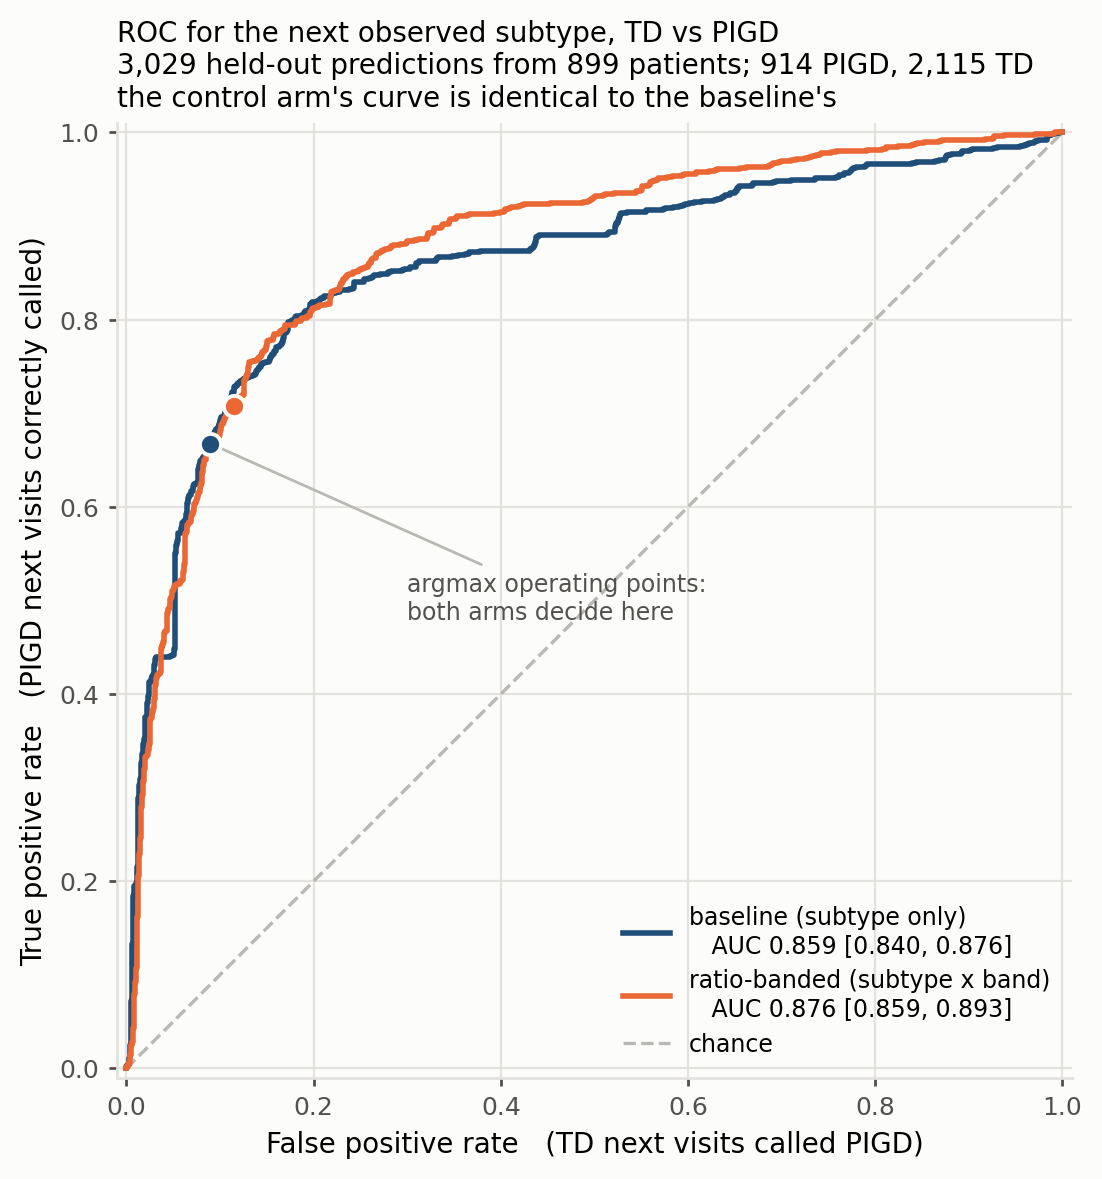 ROC for the next observed subtype, TD vs PIGD
3,029 held-out predictions from 899 patients; 914 PIGD, 2,115 TD
the control arm's curve is identical to the baseline's
True positive rate   (PIGD next visits correctly called)
1.0
0.8
0.6
0.4
0.2
0.0
argmax operating points:
both arms decide here
baseline (subtype only)
AUC 0.859 [0.840, 0.876]
ratio-banded (subtype x band)
AUC 0.876 [0.859, 0.893]
chance
0.0
0.2
0.4
0.6
0.8
1.0
False positive rate   (TD next visits called PIGD)